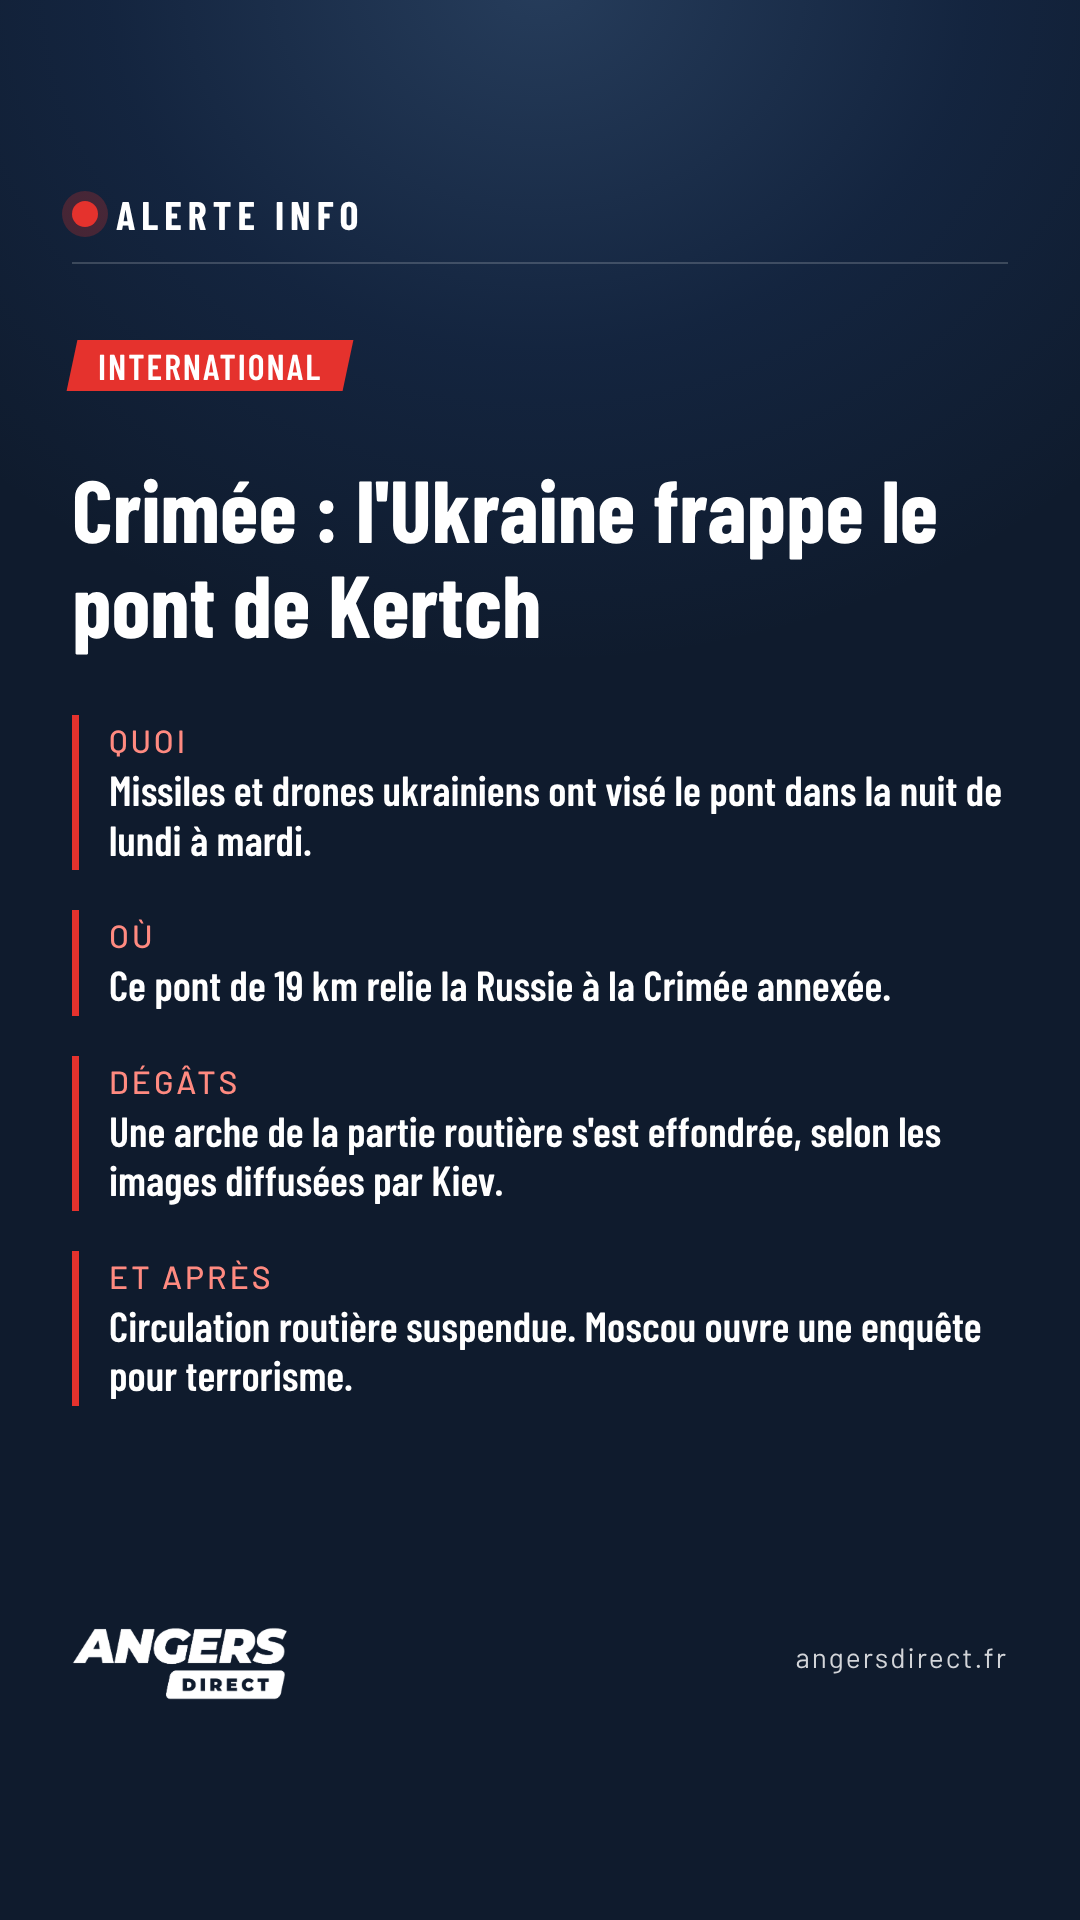 ALERTE INFO
INTERNATIONAL
Crimée : l'Ukraine frappe le
pont de Kertch
QUOI
Missiles et drones ukrainiens ont visé le pont dans la nuit de
lundi à mardi.
OÙ
Ce pont de 19 km relie la Russie à la Crimée annexée.
DÉGÂTS
Une arche de la partie routière s'est effondrée, selon les
images diffusées par Kiev.
ET APRÈS
Circulation routière suspendue. Moscou ouvre une enquête
pour terrorisme.
ANGERS
DIRECT
angersdirect.fr